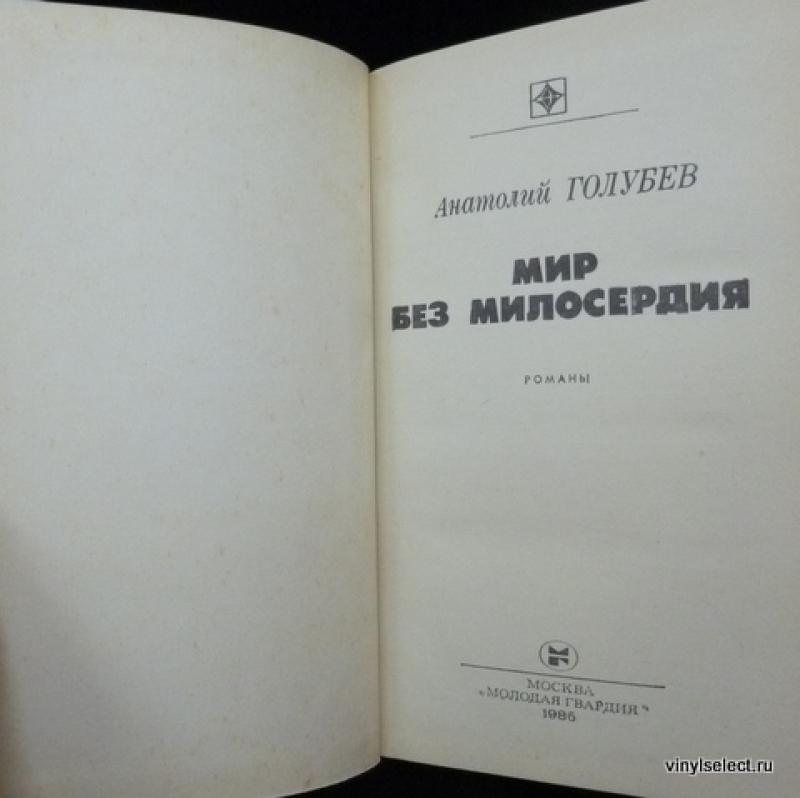 Анатолий ГОЛУБЕВ
МИР
БЕЗ МИЛОСЕРДИЯ
РОМАНЫ
МОСКВА
«МОЛОДАЯ ГВАРДИЯ»
1986
vinylselect.ru